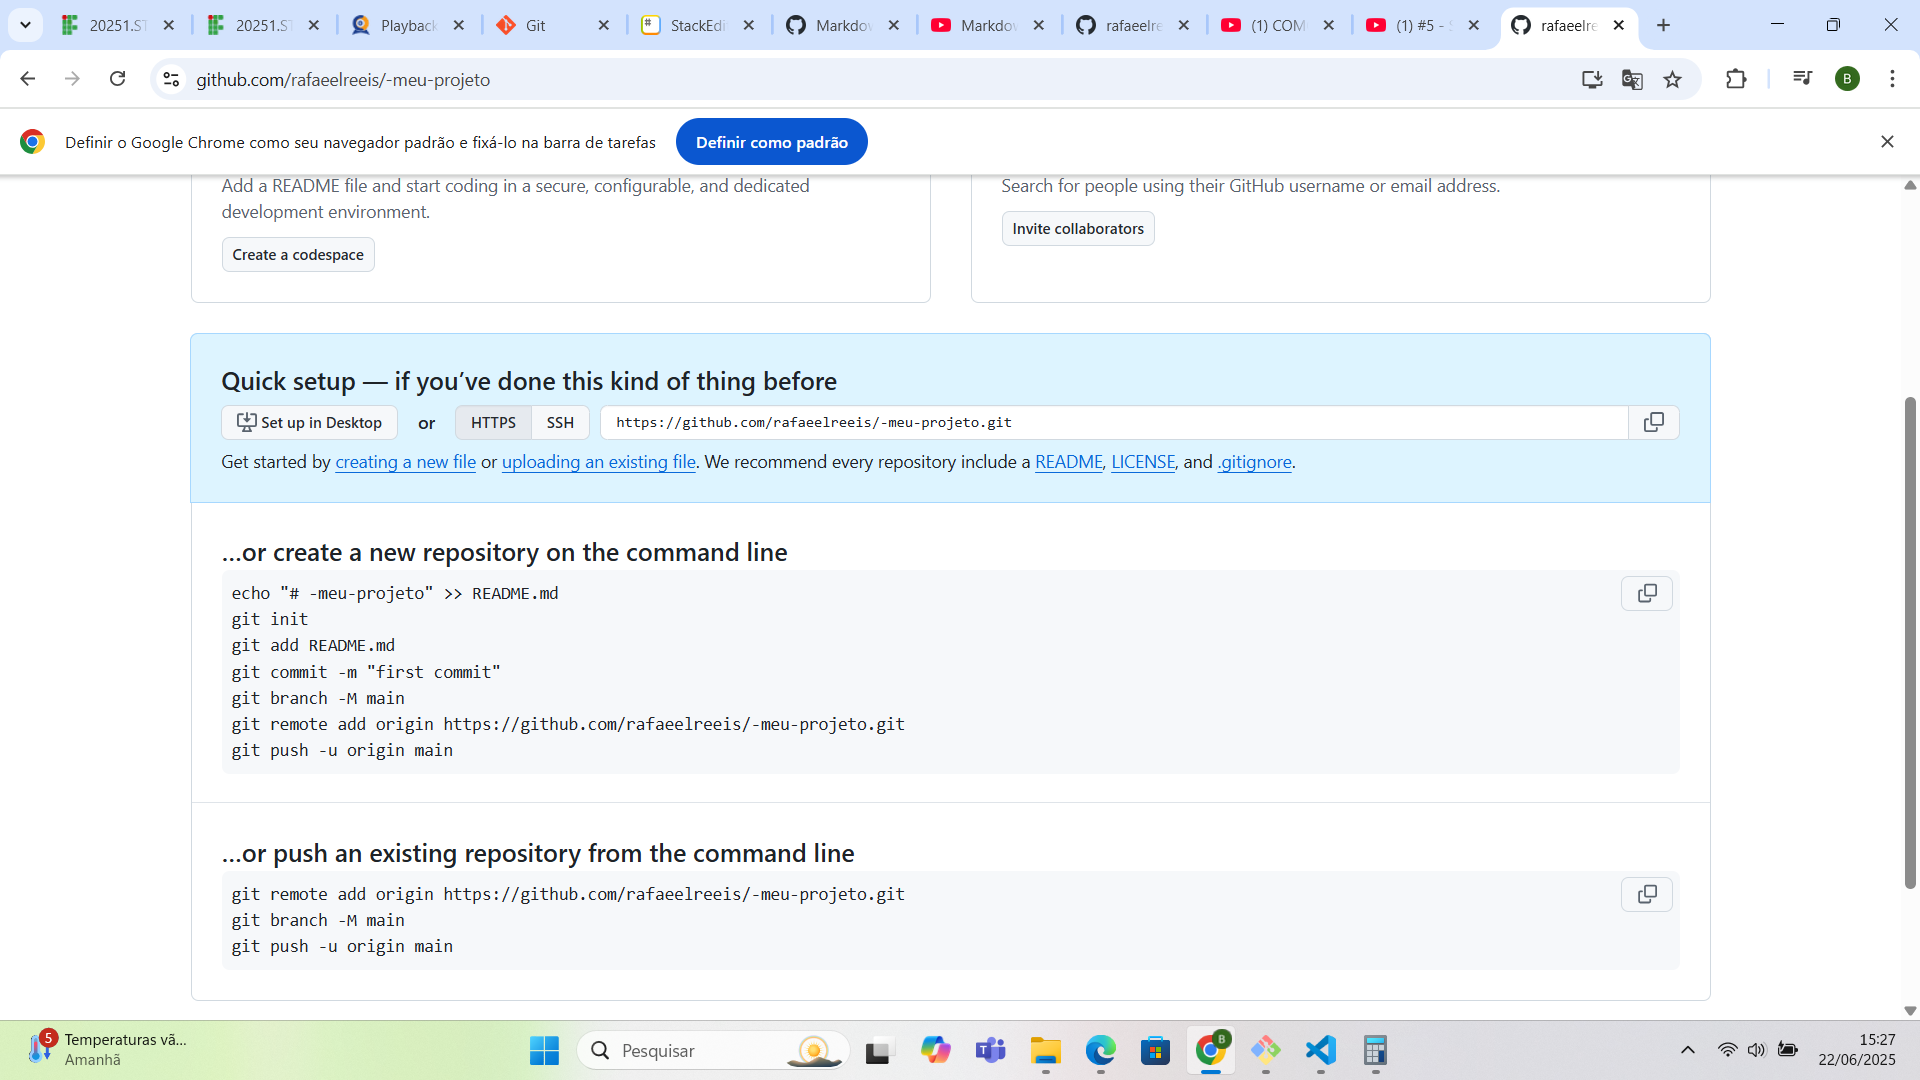 20251.S
20251.S
Playback
Git
StackEdi
Markdow
Markdow
rafaeelre
(1) COM
(1) #5 - S
rafaeelre
github.com/rafaeelreeis/-meu-projeto
B
Definir o Google Chrome como seu navegador padrão e fixá-lo na barra de tarefas
Definir como padrão
Add a README file and start coding in a secure, configurable, and dedicated
development environment.
Create a codespace
Search for people using their GitHub username or email address.
Invite collaborators
Quick setup — if you’ve done this kind of thing before
Set up in Desktop or HTTPS SSH https://github.com/rafaeelreeis/-meu-projeto.git
Get started by creating a new file or uploading an existing file. We recommend every repository include a README, LICENSE, and .gitignore.
…or create a new repository on the command line
echo "# -meu-projeto" >> README.md
git init
git add README.md
git commit -m "first commit"
git branch -M main
git remote add origin https://github.com/rafaeelreeis/-meu-projeto.git
git push -u origin main
…or push an existing repository from the command line
git remote add origin https://github.com/rafaeelreeis/-meu-projeto.git
git branch -M main
git push -u origin main
5
Temperaturas vã...
Amanhã
Pesquisar
B
15:27
22/06/2025